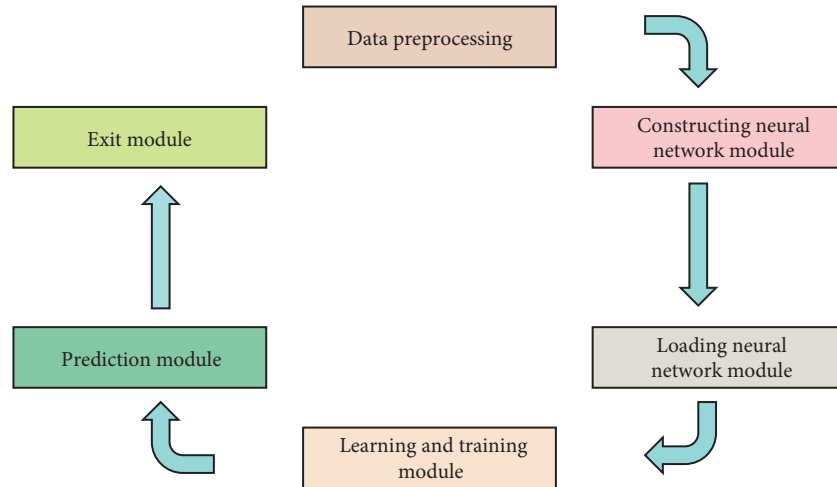 Data preprocessing
Exit module
Constructing neural
network module
Prediction module
Loading neural
network module
Learning and training
module